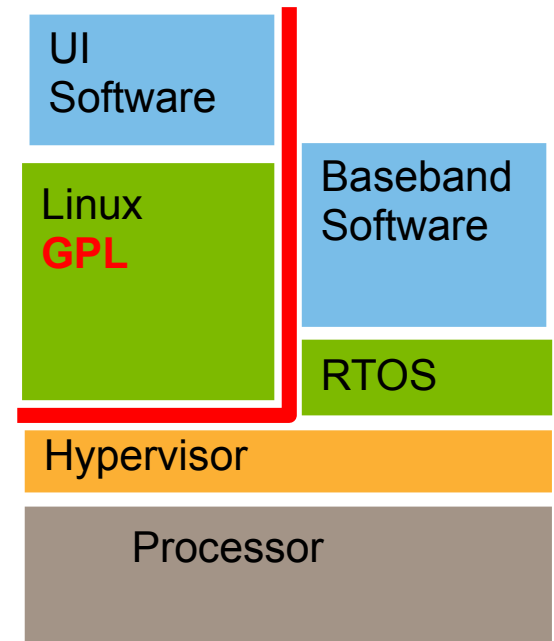 UI
Software
Linux
GPL
Baseband
Software
RTOS
Hypervisor
Processor